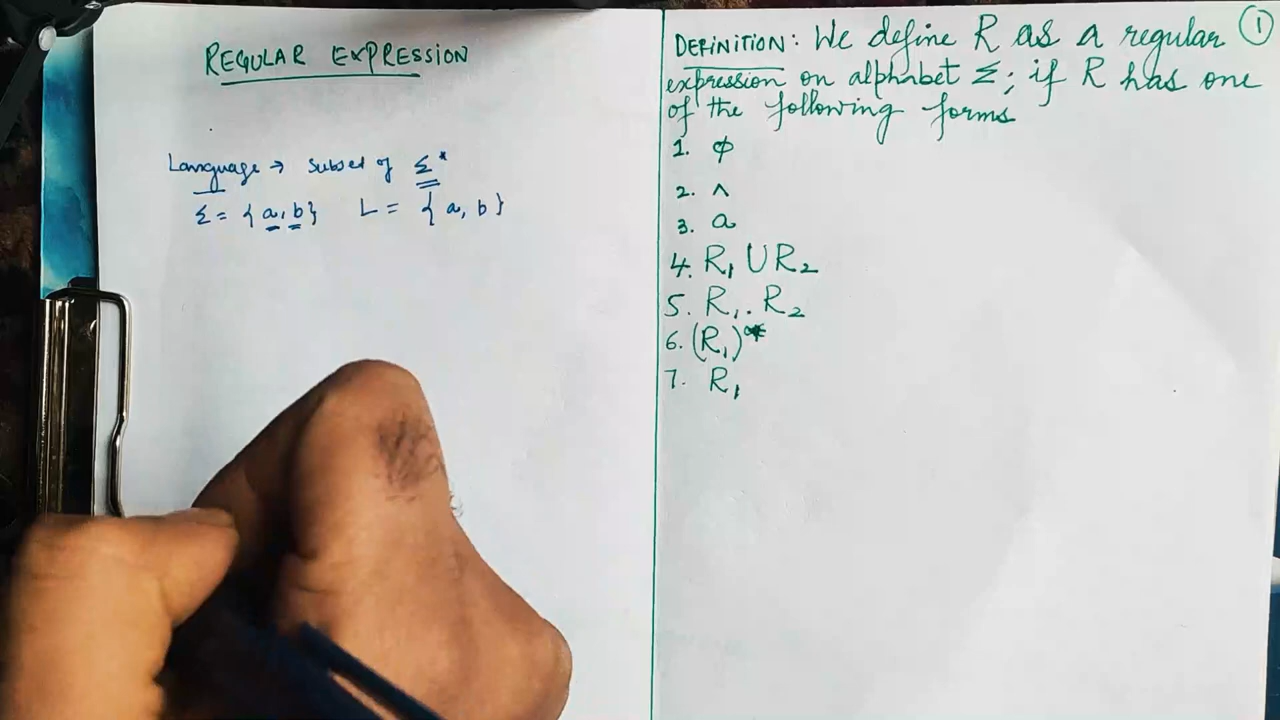 REGULAR EXPRESSION
Language → Subset of Σ*
Σ = {a, b} L = {a, b}
DEFINITION: We define R as a regular ①
expression on alphabet Σ; if R has one
of the following forms
1. ϕ
2. ∧
3. a
4. R₁ ∪ R₂
5. R₁. R₂
6. (R₁)*
7. R₁